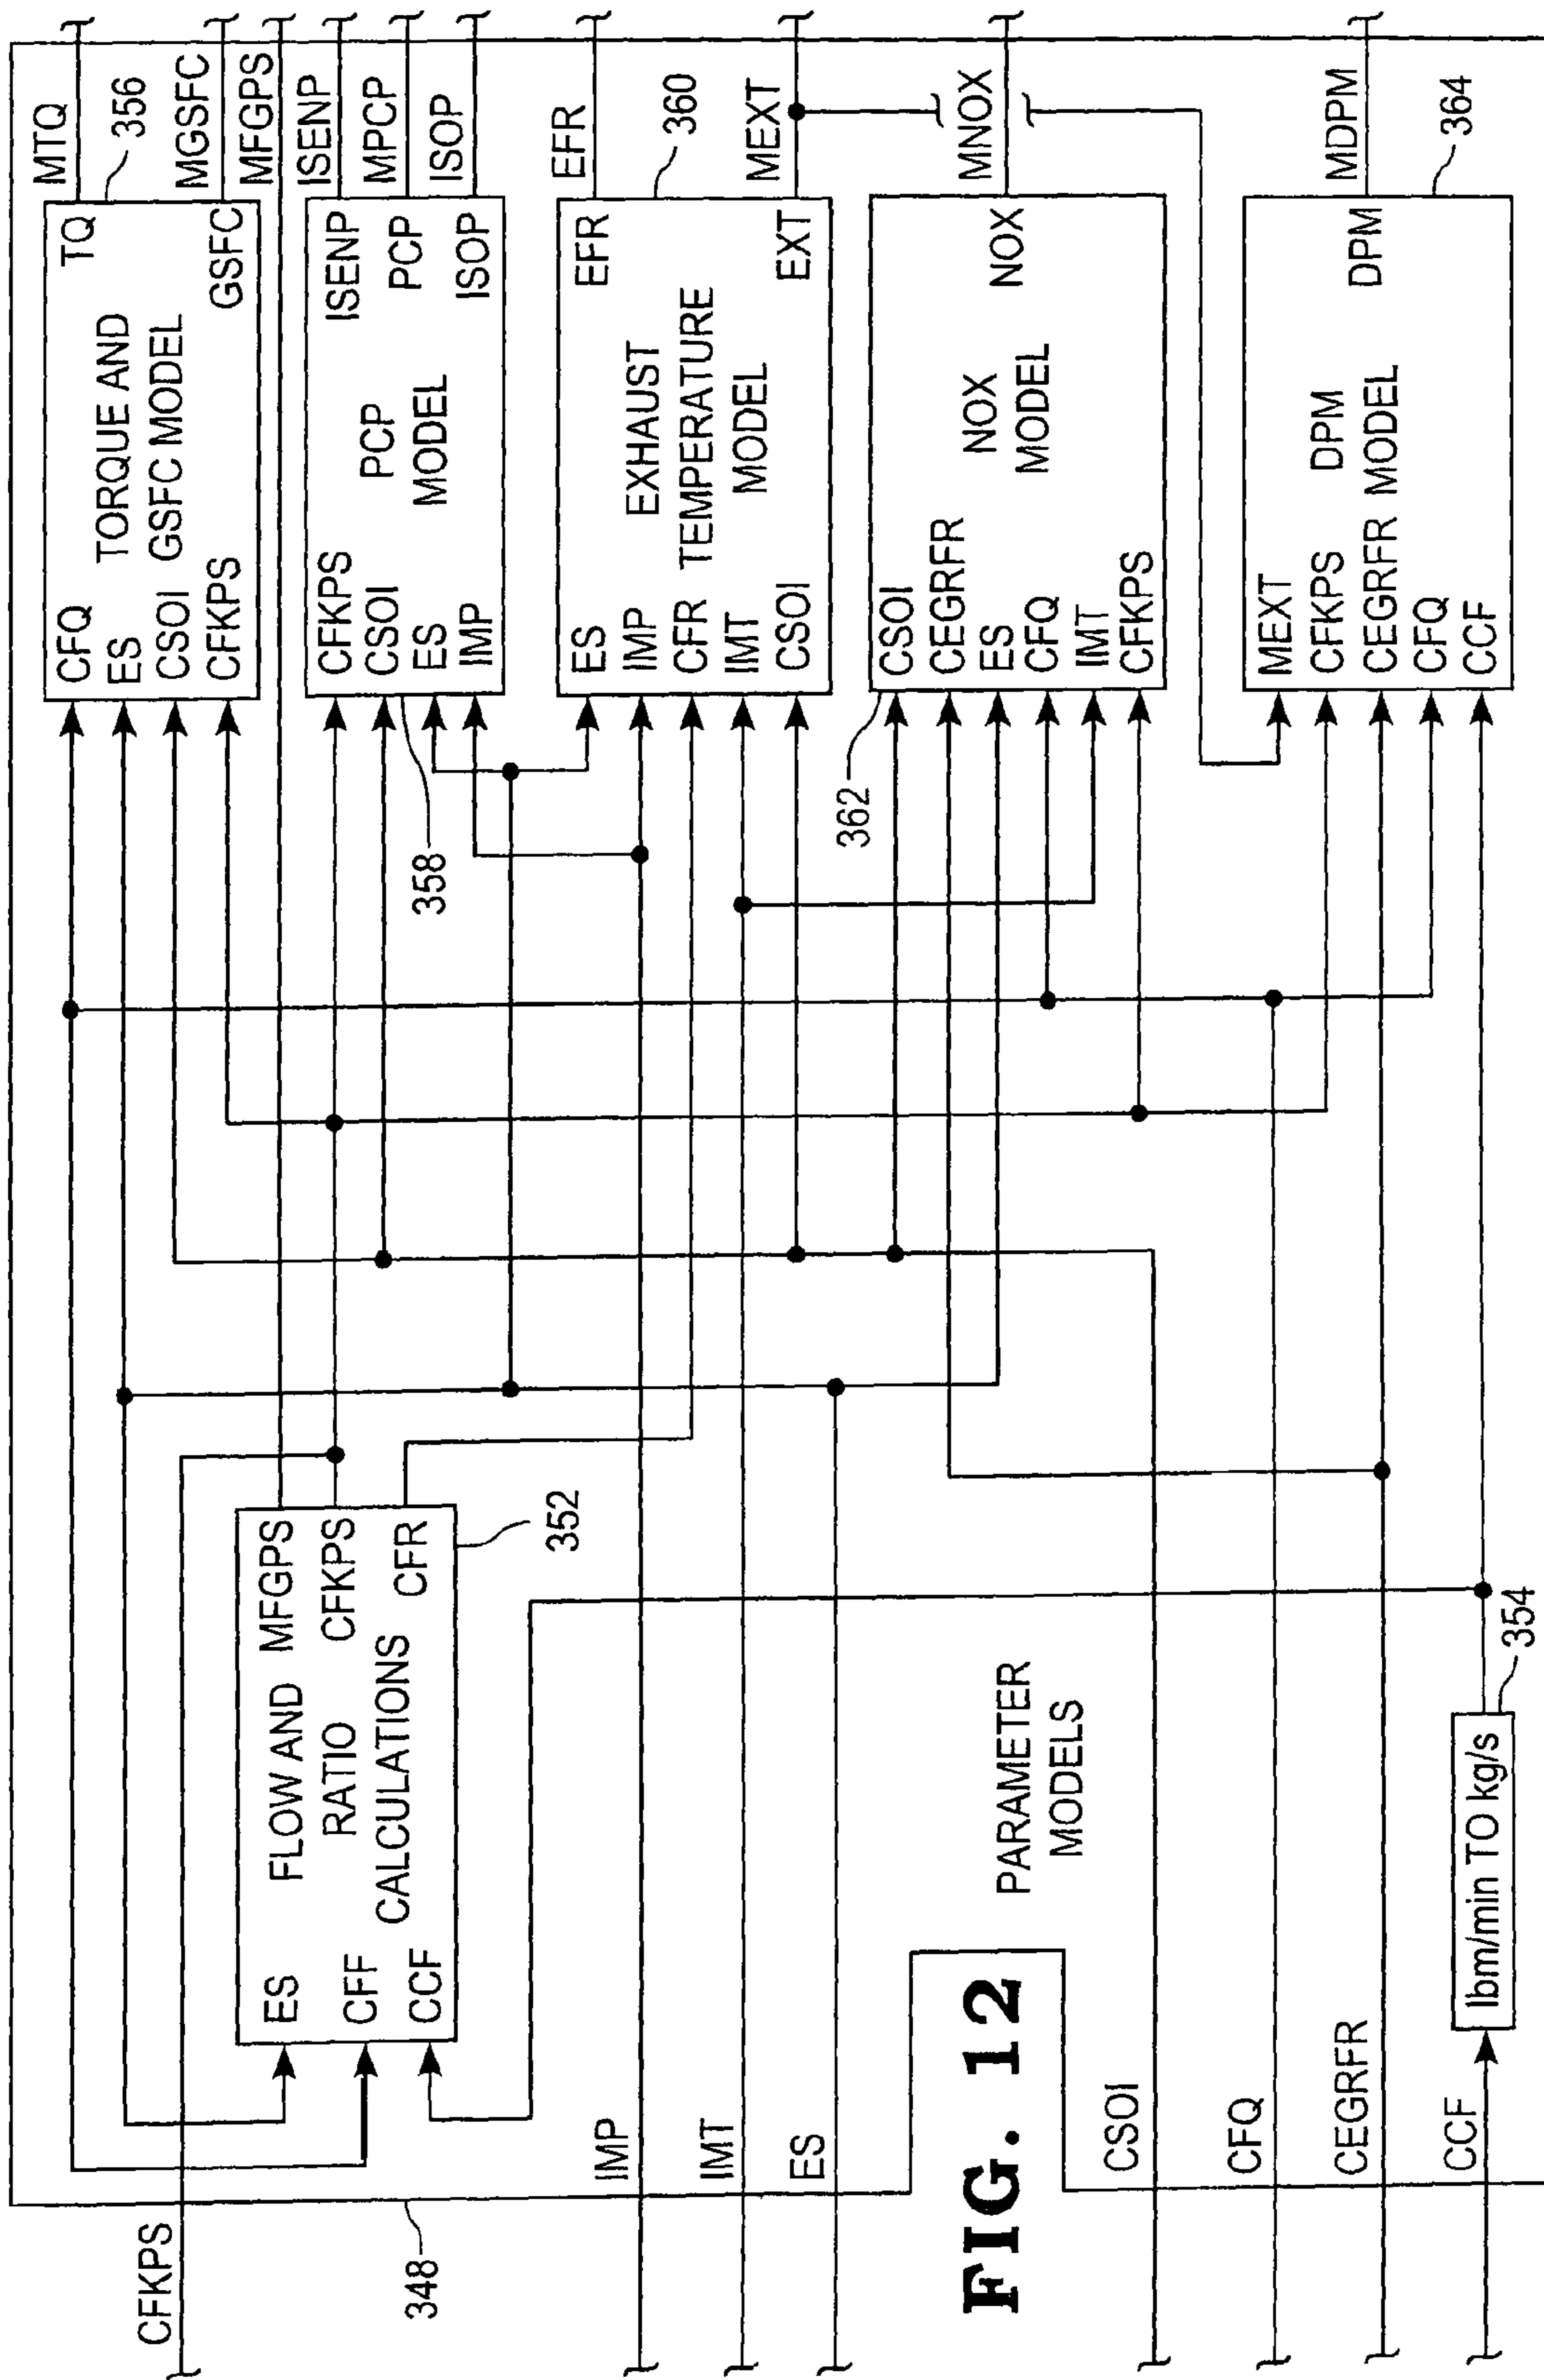 CFKPS
348
IMP
IMT
ES
FIG. 12
CSOI
CFQ
CEGRFR
CCF
ES
CFF
CCF
FLOW AND
RATIO
CALCULATIONS
MFGPS
CFKPS
CFR
352
PARAMETER
MODELS
lbm/min TO kg/s
354
CFQ
ES
CSOI
CFKPS
TORQUE AND
GSFC MODEL
TQ
GSFC
356
MTQ
MGSFC
MFGPS
CFKPS
CSOI
ES
IMP
PCP
MODEL
ISENP
PCP
ISOP
358
ISENP
MPCP
ISOP
ES
IMP
CFR
IMT
CSOI
EXHAUST
TEMPERATURE
MODEL
EFR
EXT
360
EFR
MEXT
CSOI
CEGRFR
ES
CFQ
IMT
CFKPS
NOX
MODEL
NOX
362
MNOX
MEXT
CFKPS
CEGRFR
CFQ
CCF
DPM
MODEL
DPM
364
MDPM